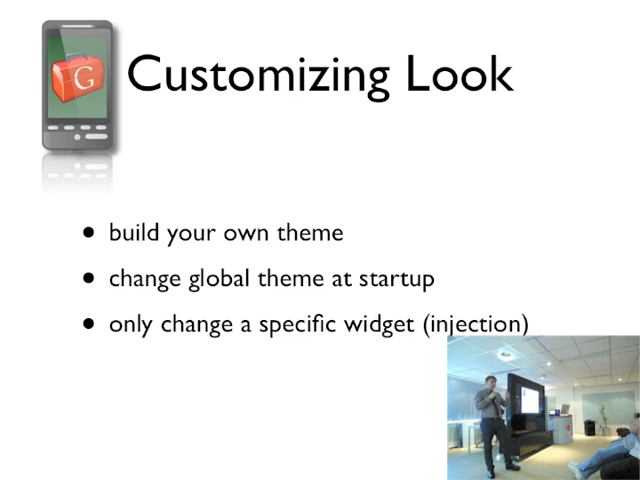 G
Customizing Look
• build your own theme
• change global theme at startup
• only change a specific widget (injection)